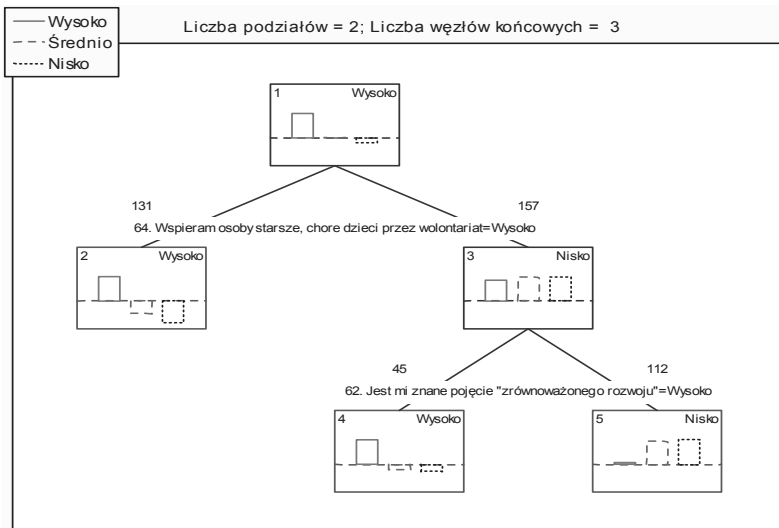 Wysoko
Średnio
Nisko
Liczba podziałów = 2; Liczba węzłów końcowych = 3
1 Wysoko
131 157
64. Wspieram osoby starsze, chore dzieci przez wolontariat=Wysoko
2 Wysoko
3 Nisko
45 112
62. Jest mi znane pojęcie "zrównoważonego rozwoju"=Wysoko
4 Wysoko
5 Nisko